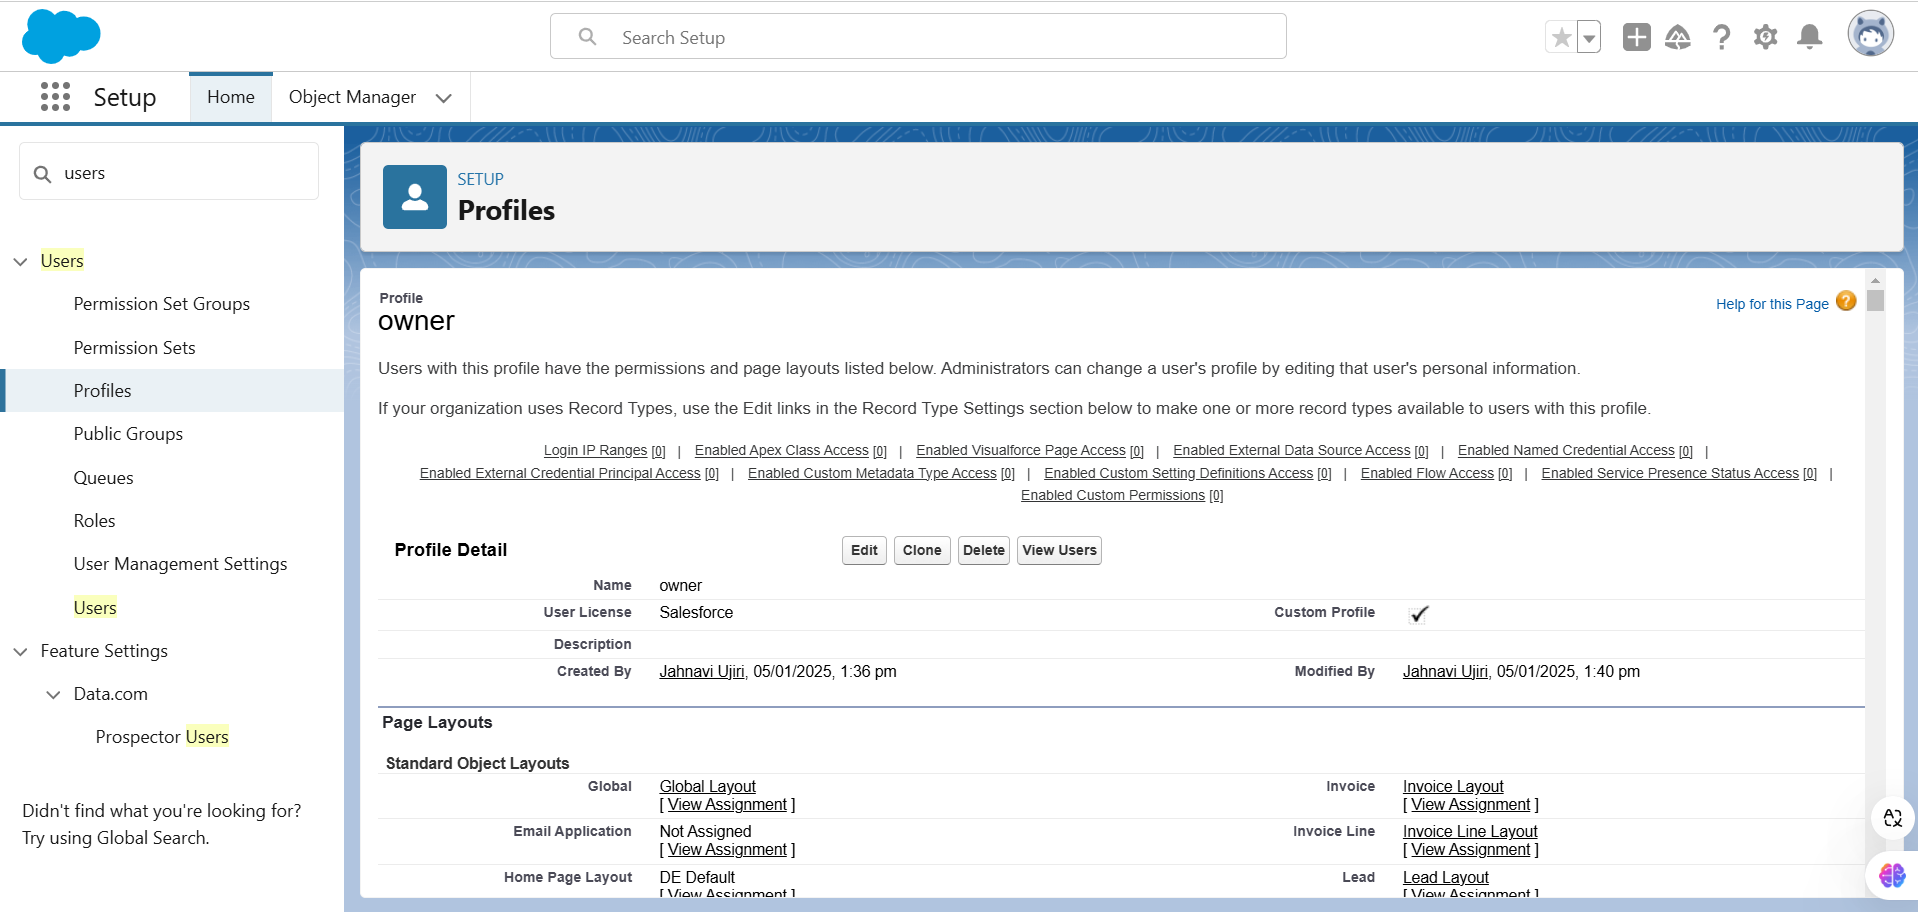 Search Setup
Setup
Home
Object Manager
users
Users
Permission Set Groups
Permission Sets
Profiles
Public Groups
Queues
Roles
User Management Settings
Users
Feature Settings
Data.com
Prospector Users
Didn't find what you're looking for?
Try using Global Search.
SETUP
Profiles
Profile
owner
Help for this Page ?
Users with this profile have the permissions and page layouts listed below. Administrators can change a user's profile by editing that user's personal information.
If your organization uses Record Types, use the Edit links in the Record Type Settings section below to make one or more record types available to users with this profile.
Login IP Ranges [0] | Enabled Apex Class Access [0] | Enabled Visualforce Page Access [0] | Enabled External Data Source Access [0] | Enabled Named Credential Access [0] |
Enabled External Credential Principal Access [0] | Enabled Custom Metadata Type Access [0] | Enabled Custom Setting Definitions Access [0] | Enabled Flow Access [0] | Enabled Service Presence Status Access [0] |
Enabled Custom Permissions [0]
Profile Detail Edit Clone Delete View Users
Name owner
User License Salesforce Custom Profile
Description
Created By Jahnavi Ujiri, 05/01/2025, 1:36 pm Modified By Jahnavi Ujiri, 05/01/2025, 1:40 pm
Page Layouts
Standard Object Layouts
Global Global Layout Invoice Invoice Layout
[ View Assignment ] [ View Assignment ]
Email Application Not Assigned Invoice Line Invoice Line Layout
[ View Assignment ] [ View Assignment ]
Home Page Layout DE Default Lead Lead Layout
[ View Assignment ] [ View Assignment ]